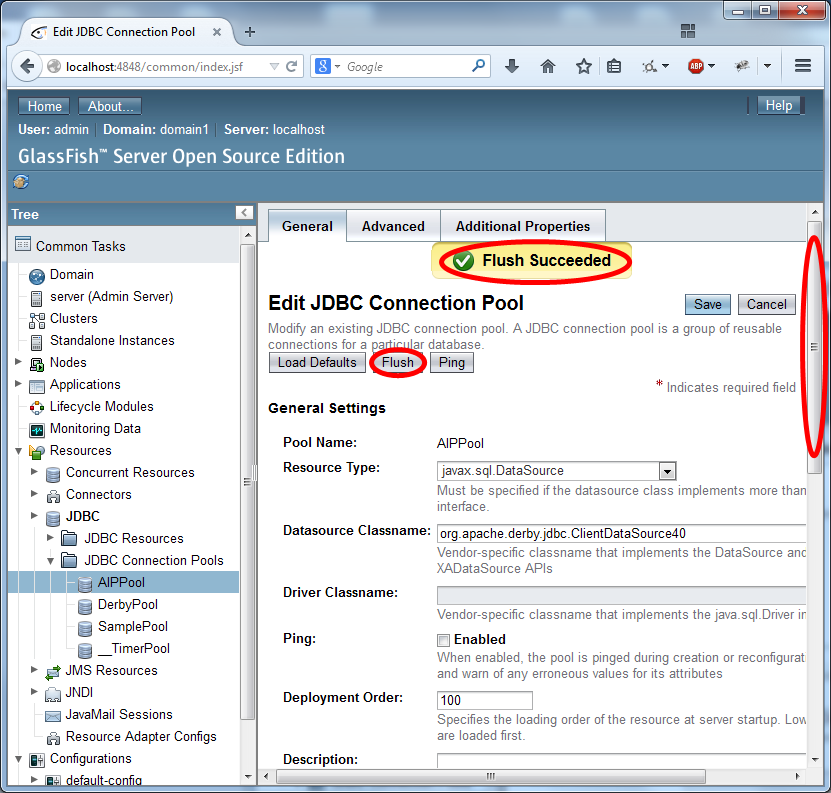 Edit JDBC Connection Pool
localhost:4848/common/index.jsf
Google
Home About... Help
User: admin Domain: domain1 Server: localhost
GlassFish™ Server Open Source Edition
Tree
Common Tasks
Domain
server (Admin Server)
Clusters
Standalone Instances
Nodes
Applications
Lifecycle Modules
Monitoring Data
Resources
Concurrent Resources
Connectors
JDBC
JDBC Resources
JDBC Connection Pools
AIPPool
DerbyPool
SamplePool
__TimerPool
JMS Resources
JNDI
JavaMail Sessions
Resource Adapter Configs
Configurations
default-config
General Advanced Additional Properties
Flush Succeeded
Edit JDBC Connection Pool
Save Cancel
Modify an existing JDBC connection pool. A JDBC connection pool is a group of reusable
connections for a particular database.
Load Defaults Flush Ping
* Indicates required field
General Settings
Pool Name: AIPPool
Resource Type: javax.sql.DataSource
Must be specified if the datasource class implements more than
interface.
Datasource Classname: org.apache.derby.jdbc.ClientDataSource40
Vendor-specific classname that implements the DataSource and
XADataSource APIs
Driver Classname:
Vendor-specific classname that implements the java.sql.Driver in
Ping: Enabled
When enabled, the pool is pinged during creation or reconfigurat
and warn of any erroneous values for its attributes
Deployment Order: 100
Specifies the loading order of the resource at server startup. Low
are loaded first.
Description: